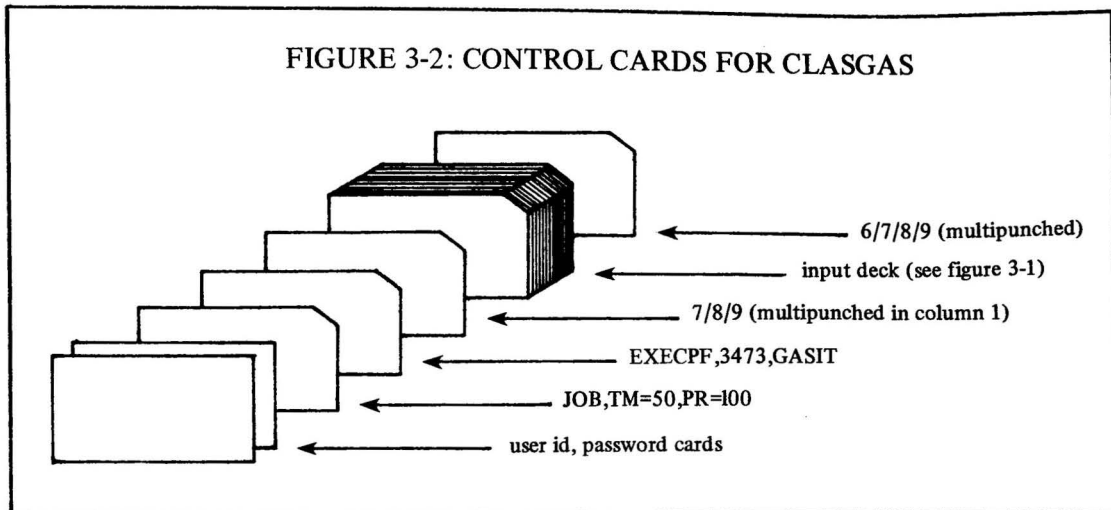 FIGURE 3-2: CONTROL CARDS FOR CLASGAS
6/7/8/9 (multipunched)
input deck (see figure 3-1)
7/8/9 (multipunched in column 1)
EXECPF,3473,GASIT
JOB,TM=50,PR=100
user id, password cards